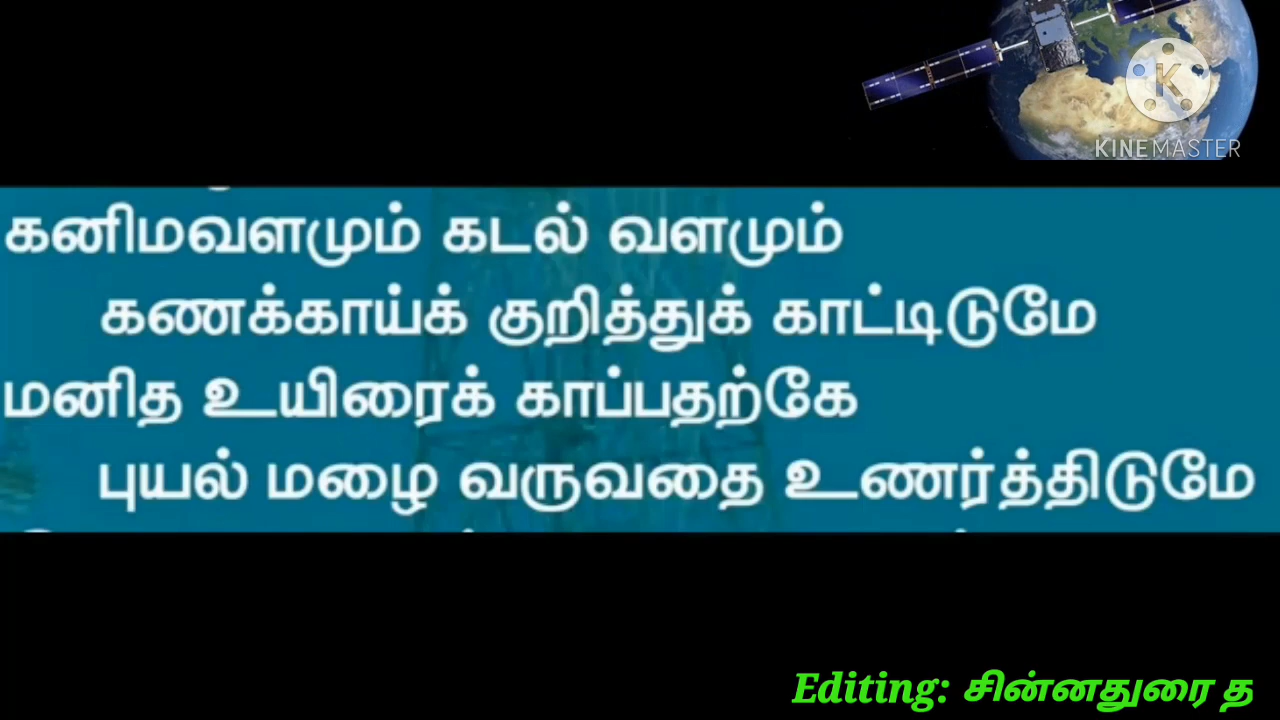 KINEMASTER
கனிமவளமும் கடல் வளமும்
கணக்காய்க் குறித்துக் காட்டிடுமே
மனித உயிரைக் காப்பதற்கே
புயல் மழை வருவதை உணர்த்திடுமே
Editing: சின்னதுரை த